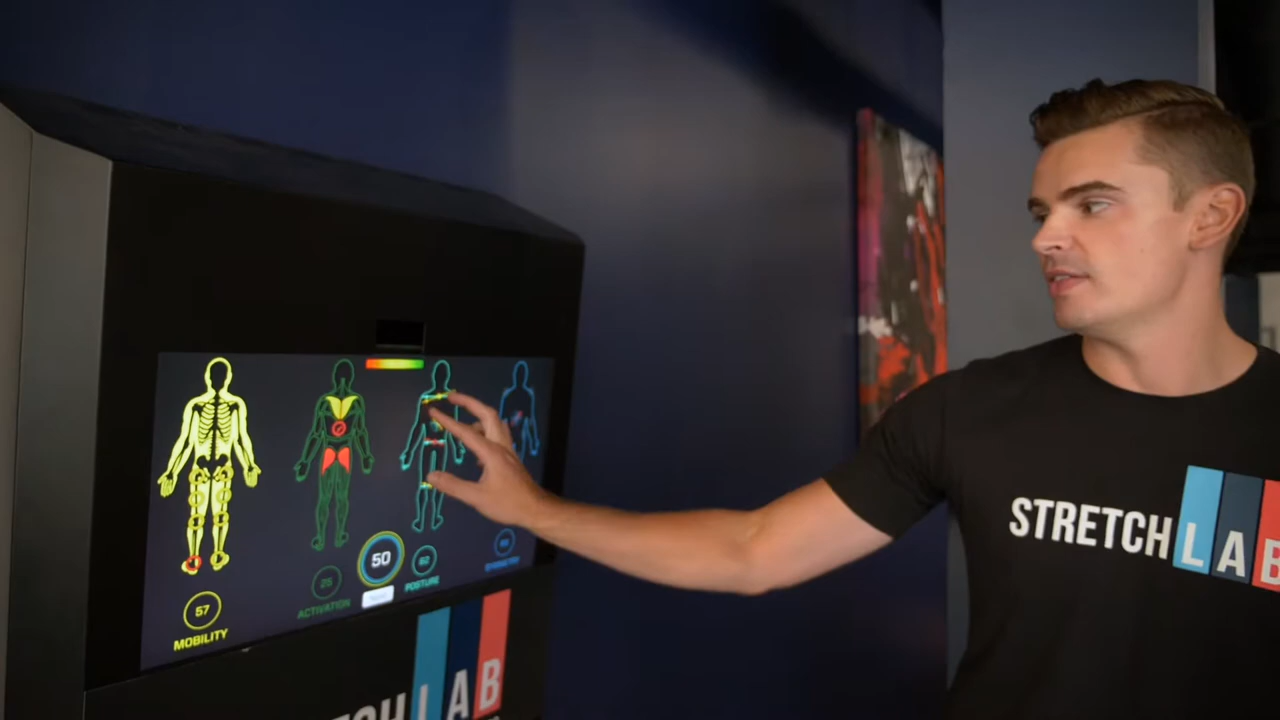 57
MOBILITY
25
ACTIVATION
50
62
POSTURE
STRETCHLAB
LAB